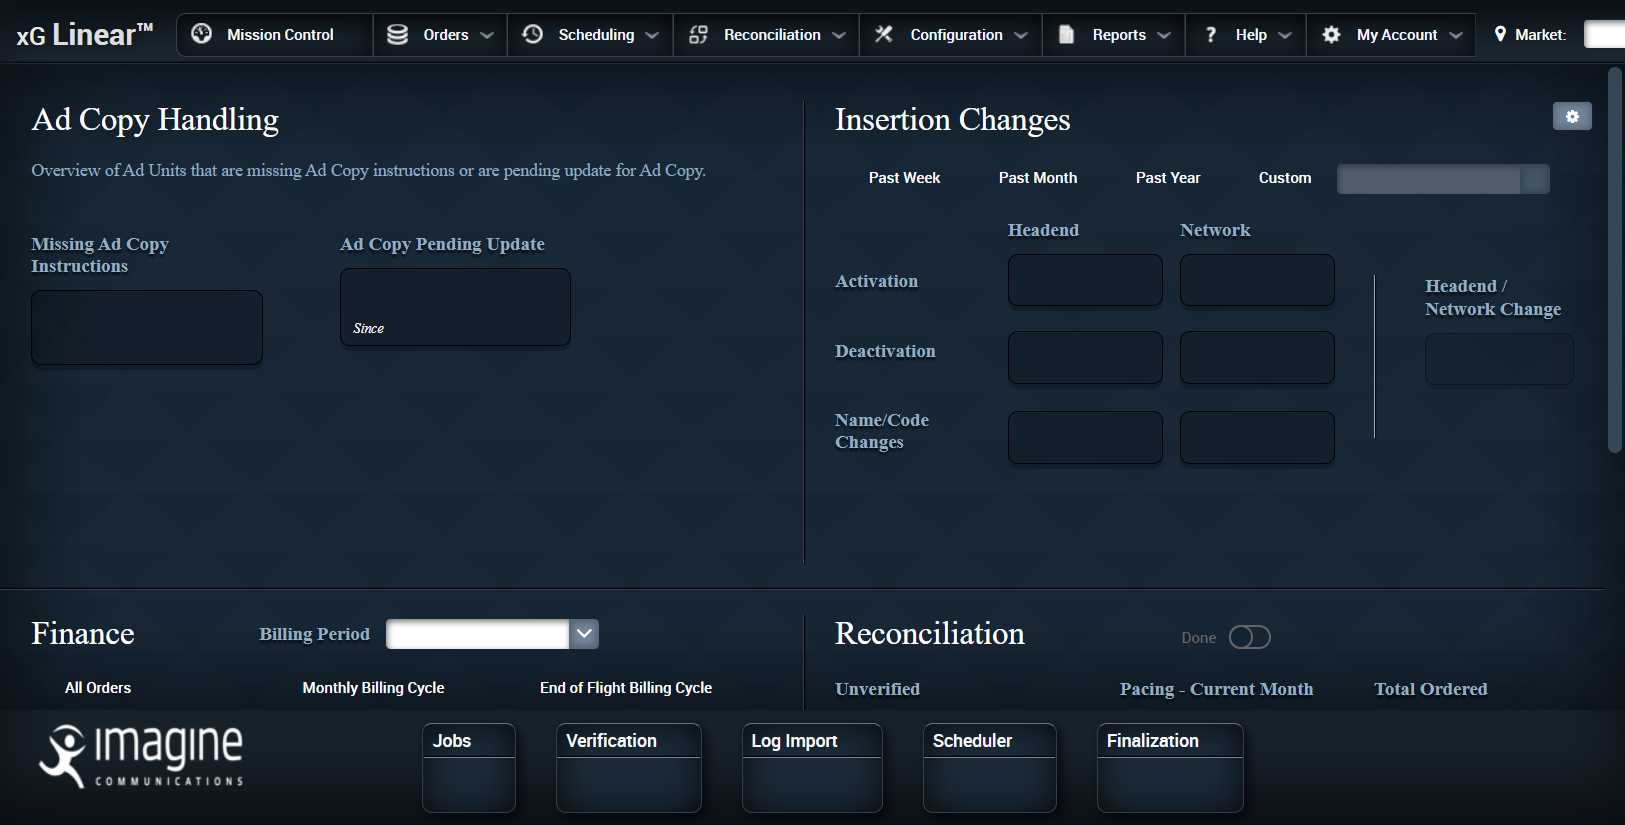 xG Linear™
Mission Control
Orders
Scheduling
Reconciliation
Configuration
Reports
? Help
My Account
Market:
Ad Copy Handling
Overview of Ad Units that are missing Ad Copy instructions or are pending update for Ad Copy.
Missing Ad Copy
Instructions
Ad Copy Pending Update
Since
Insertion Changes
Past Week
Past Month
Past Year
Custom
Headend
Network
Activation
Deactivation
Name/Code
Changes
Headend /
Network Change
Finance
Billing Period
All Orders
Monthly Billing Cycle
End of Flight Billing Cycle
Reconciliation
Done
Unverified
Pacing - Current Month
Total Ordered
imagine
COMMUNICATIONS
Jobs
Verification
Log Import
Scheduler
Finalization